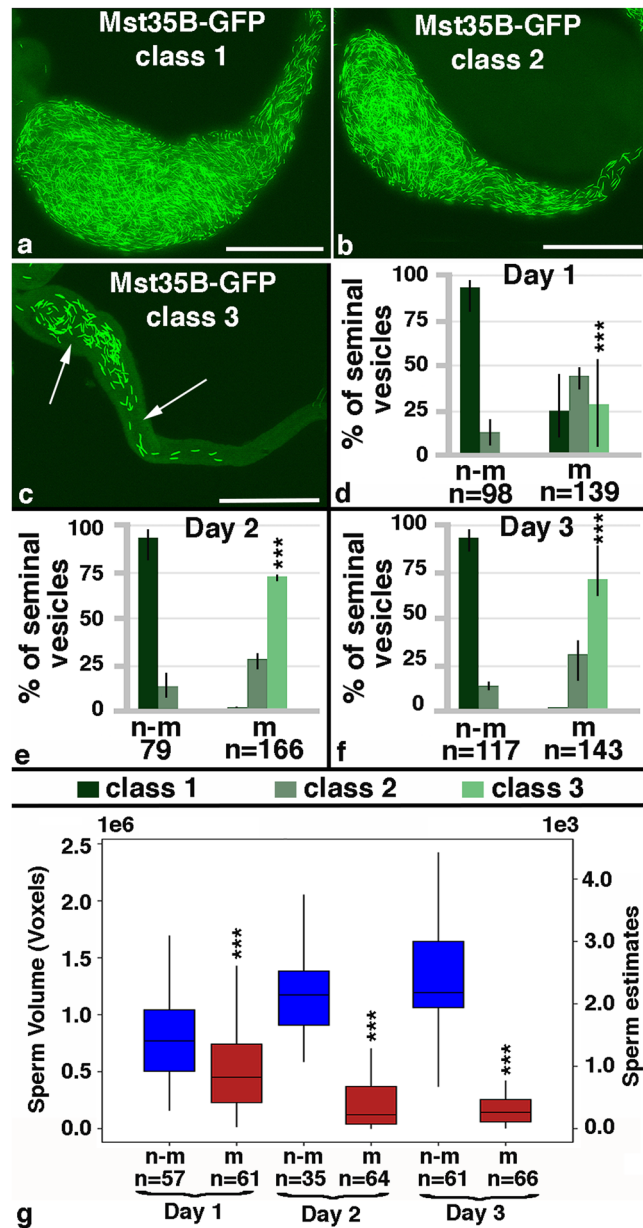 Mst35B-GFP
class 1
a
Mst35B-GFP
class 2
b
Mst35B-GFP
class 3
c
Day 1
% of seminal
vesicles
100
75
50
25
0
***
n-m
m
n=98
n=139
d
Day 2
% of seminal
vesicles
100
75
50
25
0
***
n-m
m
79
n=166
e
Day 3
% of seminal
vesicles
100
75
50
25
0
***
n-m
m
n=117
n=143
f
class 1
class 2
class 3
1e6
1e3
Sperm Volume (Voxels)
2.5
2.0
1.5
1.0
0.5
0.0
Sperm estimates
4.0
3.0
2.0
1.0
0.0
***
***
***
n-m
m
n-m
m
n-m
m
n=57
n=61
n=35
n=64
n=61
n=66
Day 1
Day 2
Day 3
g